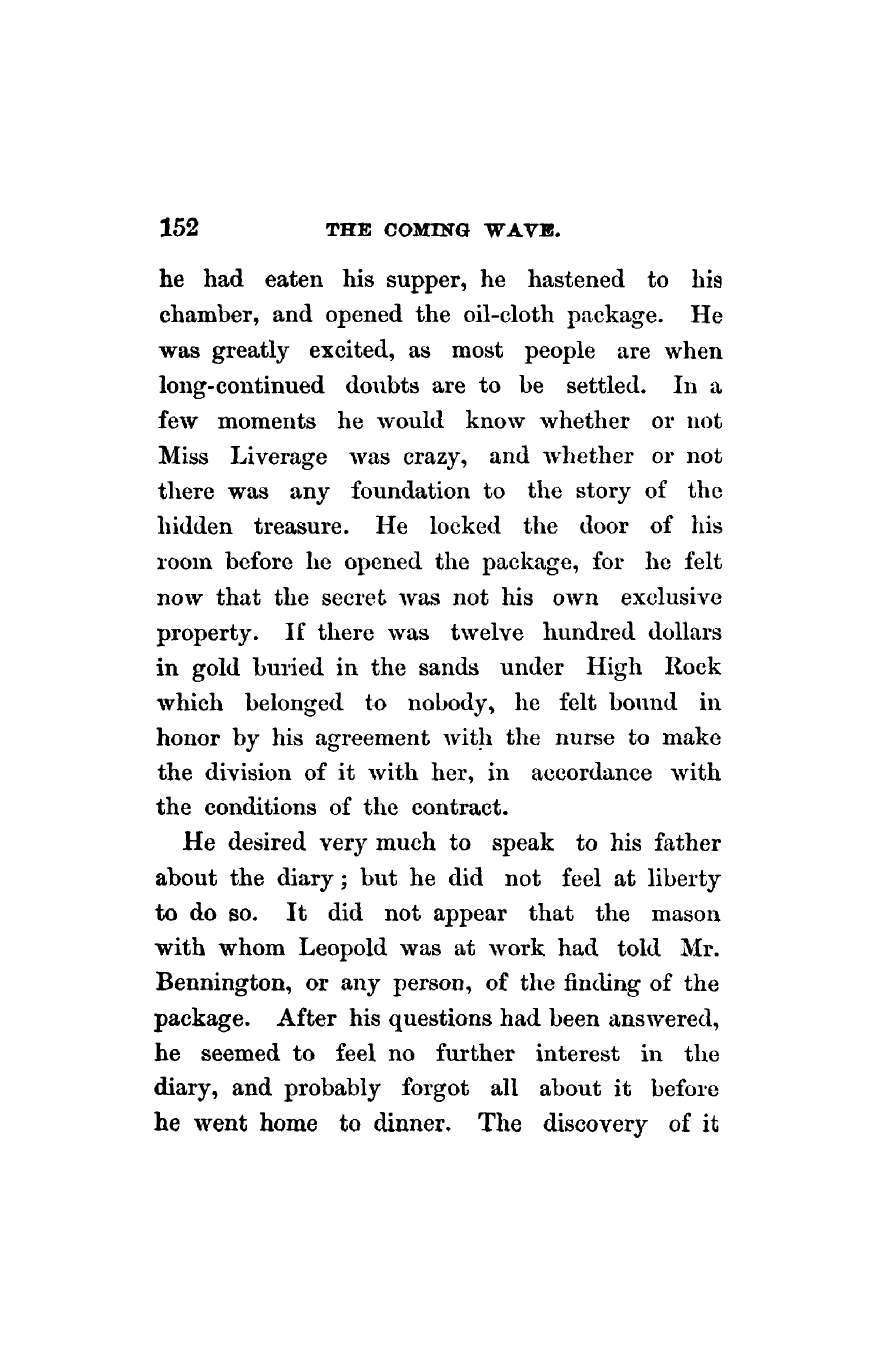 152 THE COMING WAVE.
he had eaten his supper, he hastened to his
chamber, and opened the oil-cloth package. He
was greatly excited, as most people are when
long-continued doubts are to be settled. In a
few moments he would know whether or not
Miss Liverage was crazy, and whether or not
there was any foundation to the story of the
hidden treasure. He locked the door of his
room before he opened the package, for he felt
now that the secret was not his own exclusive
property. If there was twelve hundred dollars
in gold buried in the sands under High Rock
which belonged to nobody, he felt bound in
honor by his agreement with the nurse to make
the division of it with her, in accordance with
the conditions of the contract.
He desired very much to speak to his father
about the diary; but he did not feel at liberty
to do so. It did not appear that the mason
with whom Leopold was at work had told Mr.
Bennington, or any person, of the finding of the
package. After his questions had been answered,
he seemed to feel no further interest in the
diary, and probably forgot all about it before
he went home to dinner. The discovery of it